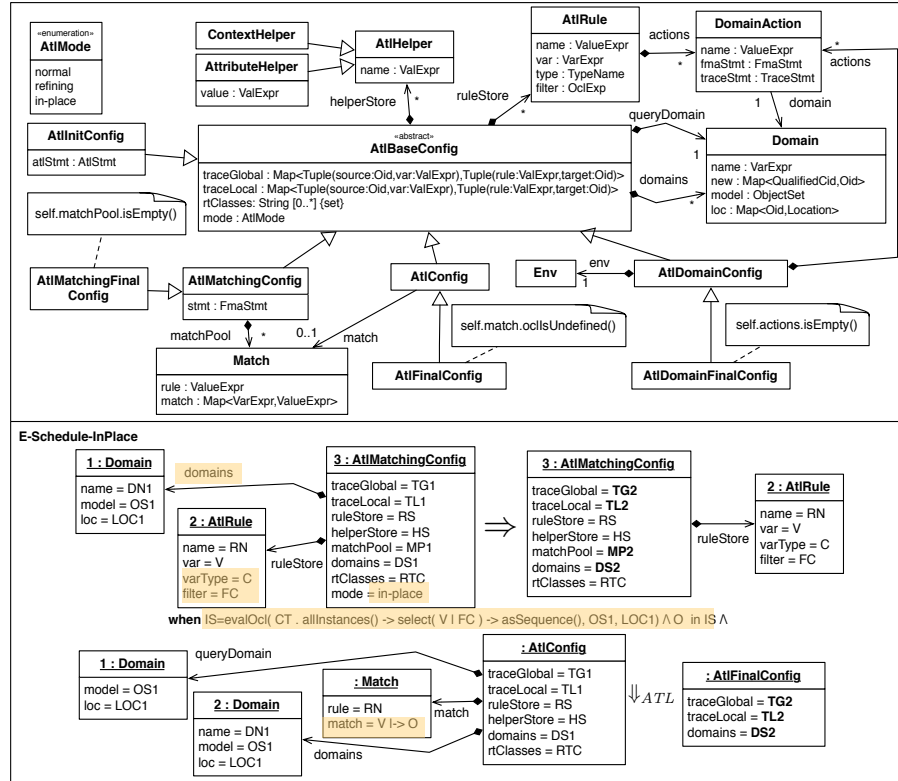 «enumeration»
AtlMode
normal
refining
in-place
ContextHelper
AttributeHelper
value : ValExpr
AtlHelper
name : ValExpr
helperStore
*
ruleStore
*
AtlRule
name : ValueExpr
var : VarExpr
type : TypeName
filter : OclExp
actions
*
DomainAction
name : ValueExpr
fmaStmt : FmaStmt
traceStmt : TraceStmt
*
actions
1
domain
AtlInitConfig
atlStmt : AtlStmt
«abstract»
AtlBaseConfig
traceGlobal : Map<Tuple(source:Oid,var:ValExpr),Tuple(rule:ValExpr,target:Oid)>
traceLocal : Map<Tuple(source:Oid,var:ValExpr),Tuple(rule:ValExpr,target:Oid)>
rtClasses: String [0..*] {set}
mode : AtlMode
queryDomain
1
domains
*
Domain
name : VarExpr
new : Map<QualifiedCid,Oid>
model : ObjectSet
loc : Map<Oid,Location>
self.matchPool.isEmpty()
AtlMatchingFinal
Config
AtlMatchingConfig
stmt : FmaStmt
matchPool
*
AtlConfig
0..1
match
Env
env
1
AtlDomainConfig
self.match.oclIsUndefined()
self.actions.isEmpty()
Match
rule : ValueExpr
match : Map<VarExpr,ValueExpr>
AtlFinalConfig
AtlDomainFinalConfig
E-Schedule-InPlace
1 : Domain
name = DN1
model = OS1
loc = LOC1
domains
2 : AtlRule
name = RN
var = V
varType = C
filter = FC
ruleStore
3 : AtlMatchingConfig
traceGlobal = TG1
traceLocal = TL1
ruleStore = RS
helperStore = HS
matchPool = MP1
domains = DS1
rtClasses = RTC
mode = in-place
⇒
3 : AtlMatchingConfig
traceGlobal = TG2
traceLocal = TL2
ruleStore = RS
helperStore = HS
matchPool = MP2
domains = DS2
rtClasses = RTC
ruleStore
2 : AtlRule
name = RN
var = V
varType = C
filter = FC
when IS=evalOcl( CT . allInstances() -> select( V | FC ) -> asSequence(), OS1, LOC1) Λ O in IS Λ
1 : Domain
model = OS1
loc = LOC1
queryDomain
2 : Domain
name = DN1
model = OS1
loc = LOC1
domains
: Match
rule = RN
match = V |-> O
match
: AtlConfig
traceGlobal = TG1
traceLocal = TL1
ruleStore = RS
helperStore = HS
domains = DS1
rtClasses = RTC
⇓ATL
: AtlFinalConfig
traceGlobal = TG2
traceLocal = TL2
domains = DS2